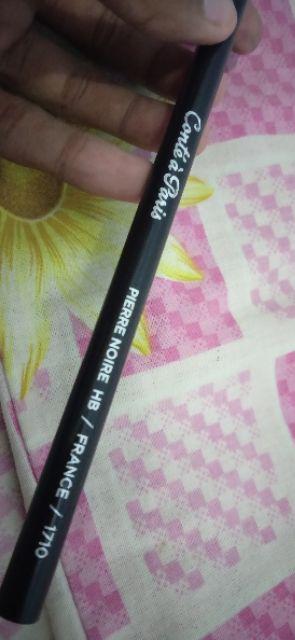 Conté à Paris
PIERRE NOIRE HB / FRANCE / 1710